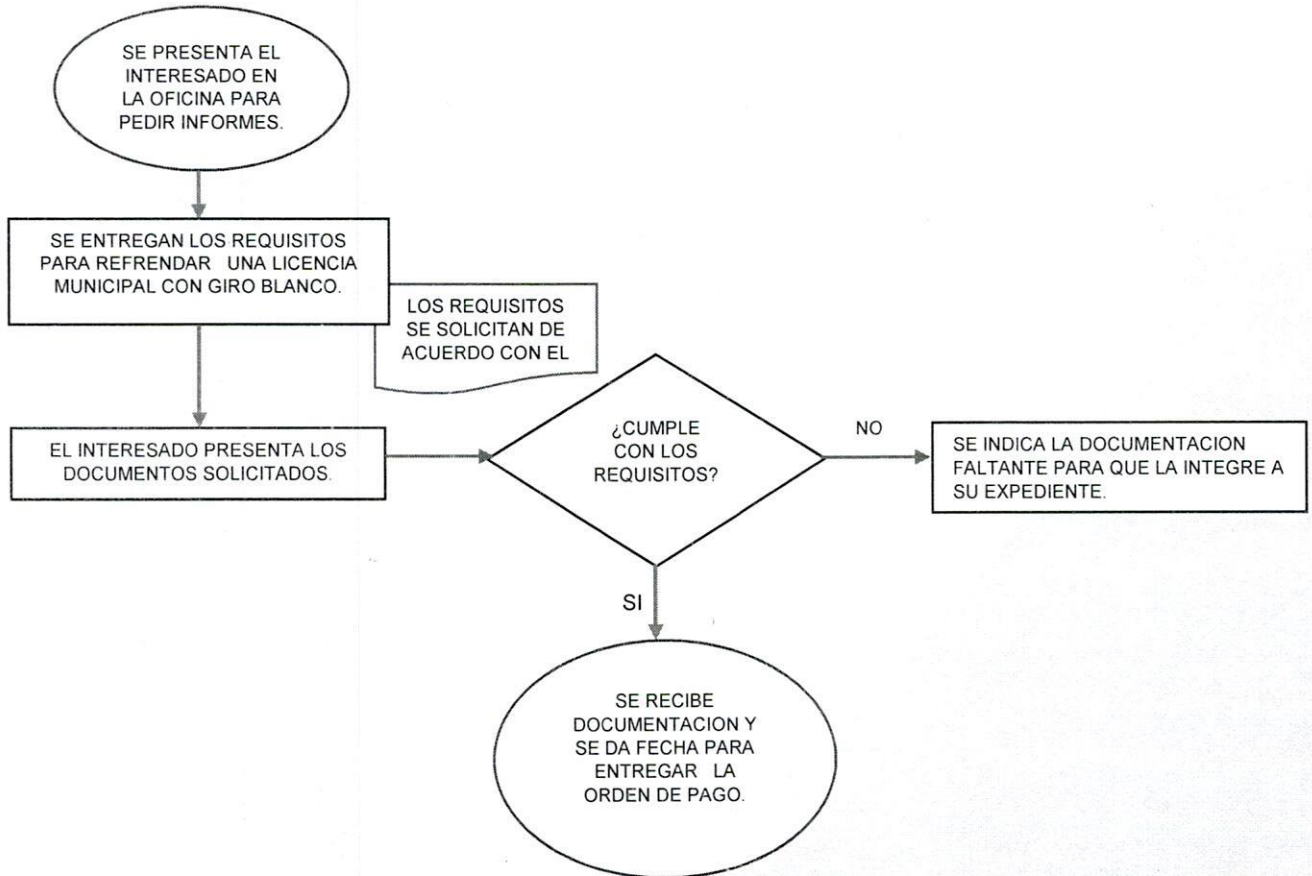 SE PRESENTA EL
INTERESADO EN
LA OFICINA PARA
PEDIR INFORMES.
SE ENTREGAN LOS REQUISITOS
PARA REFRENDAR UNA LICENCIA
MUNICIPAL CON GIRO BLANCO.
LOS REQUISITOS
SE SOLICITAN DE
ACUERDO CON EL
EL INTERESADO PRESENTA LOS
DOCUMENTOS SOLICITADOS.
¿CUMPLE
CON LOS
REQUISITOS?
NO
SE INDICA LA DOCUMENTACION
FALTANTE PARA QUE LA INTEGRE A
SU EXPEDIENTE.
SI
SE RECIBE
DOCUMENTACION Y
SE DA FECHA PARA
ENTREGAR LA
ORDEN DE PAGO.